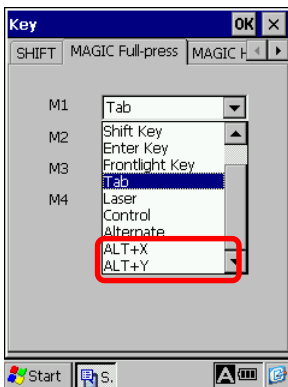 Key OK
SHIFT MAGIC Full-press MAGIC H
M1 Tab
M2 Shift Key
Enter Key
M3 Frontlight Key
Tab
M4 Laser
Control
Alternate
ALT+X
ALT+Y
Start S. A